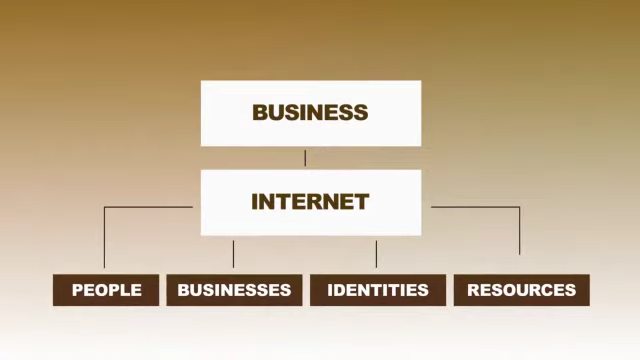 BUSINESS
INTERNET
PEOPLE
BUSINESSES
IDENTITIES
RESOURCES